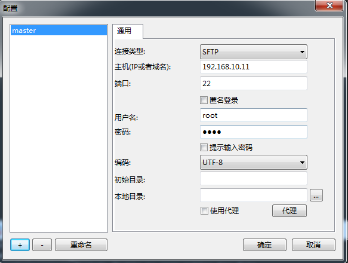 配置
master
通用
连接类型: SFTP
主机(IP或者域名): 192.168.10.11
端口: 22
匿名登录
用户名: root
密码: ●●●●
提示输入密码
编码: UTF-8
初始目录:
本地目录: ...
使用代理 代理
+ - 重命名 确定 取消